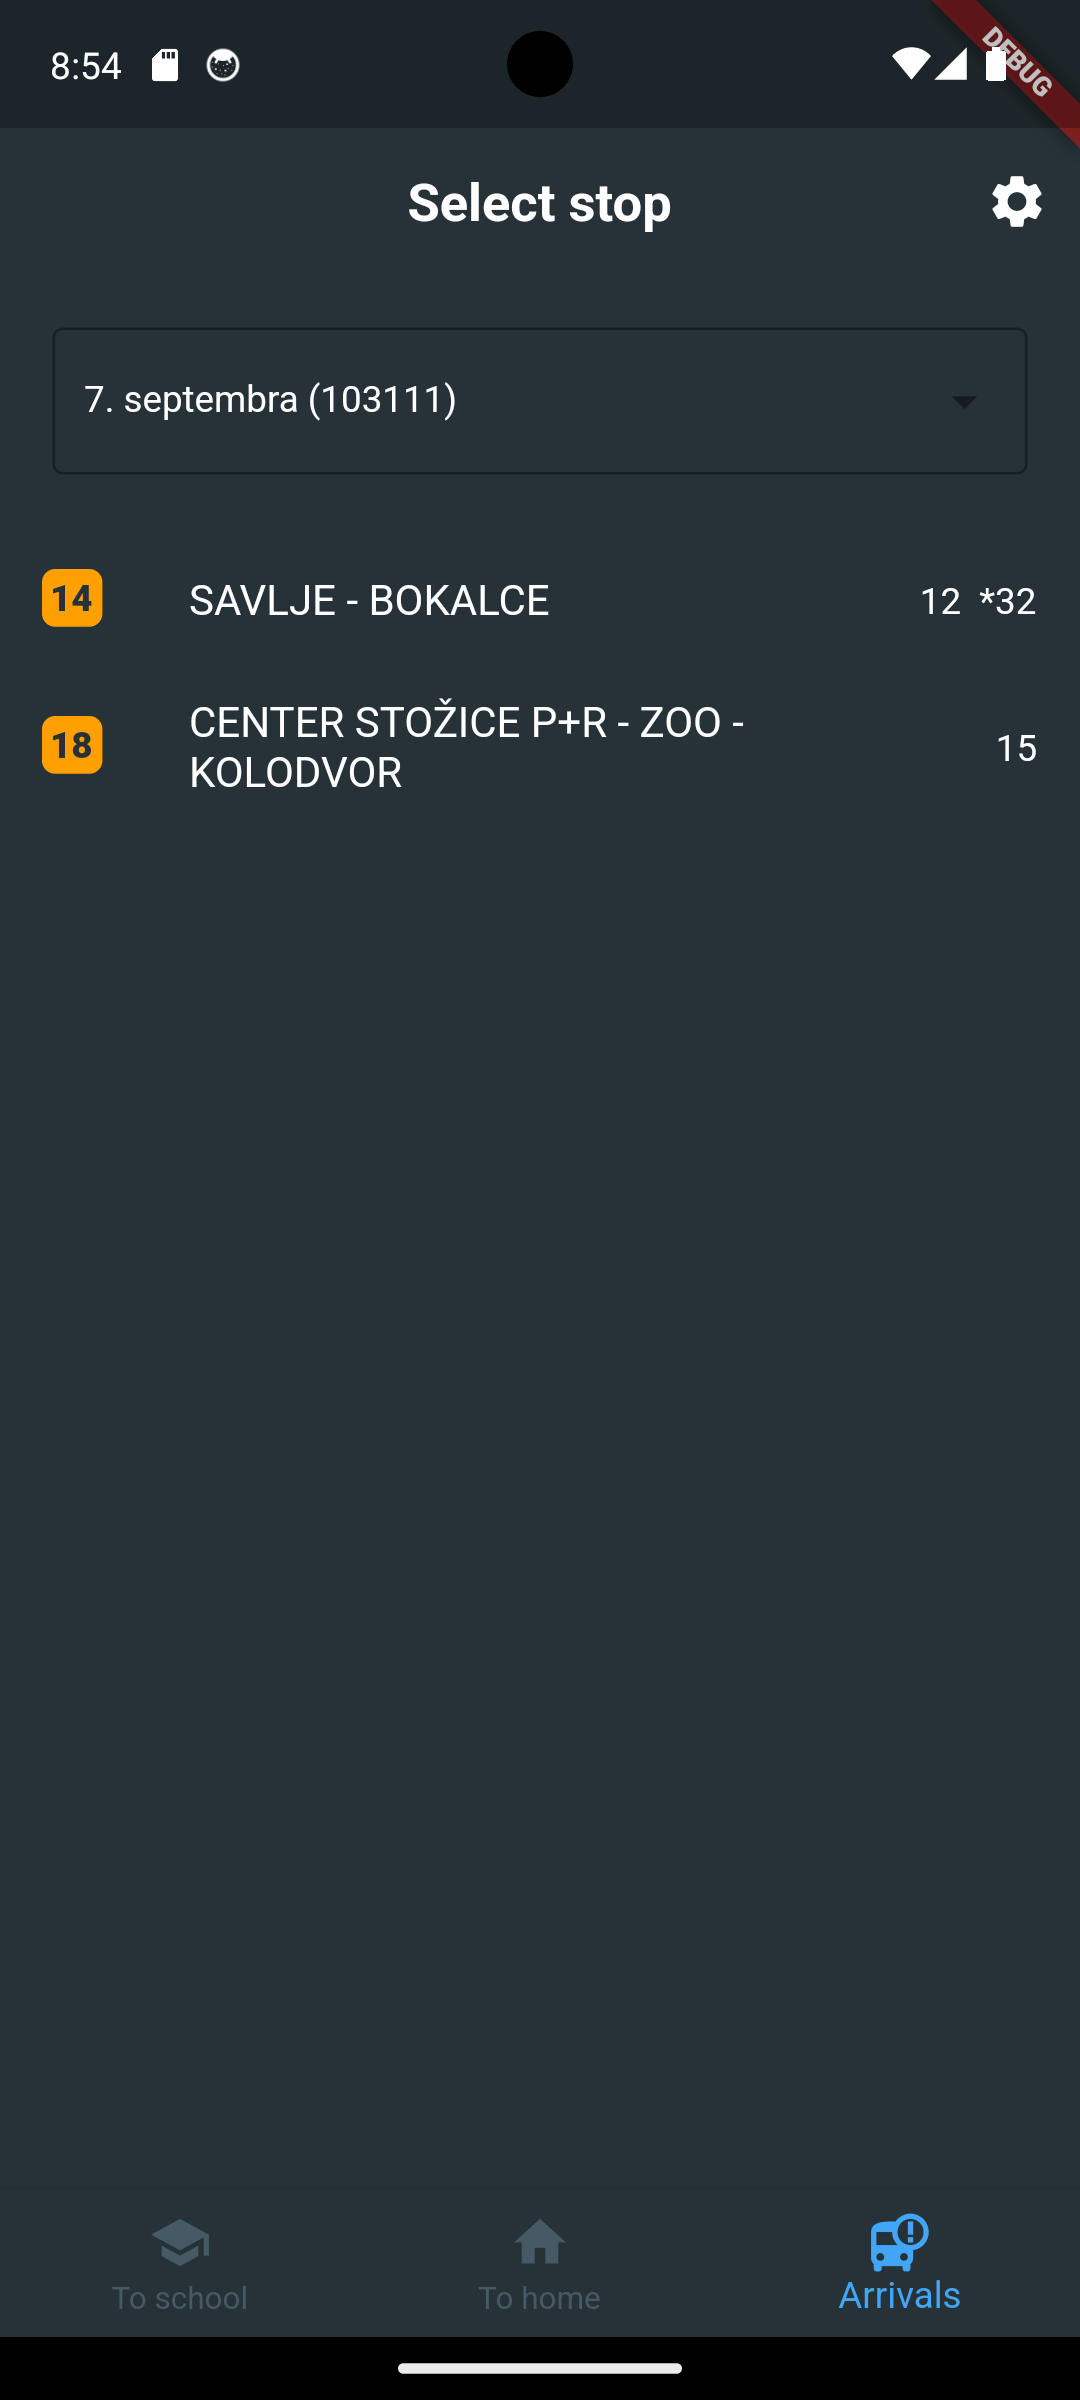 8:54
DEBUG
Select stop
7. septembra (103111)
14 SAVLJE - BOKALCE 12 *32
18 CENTER STOŽICE P+R - ZOO - KOLODVOR 15
To school To home Arrivals